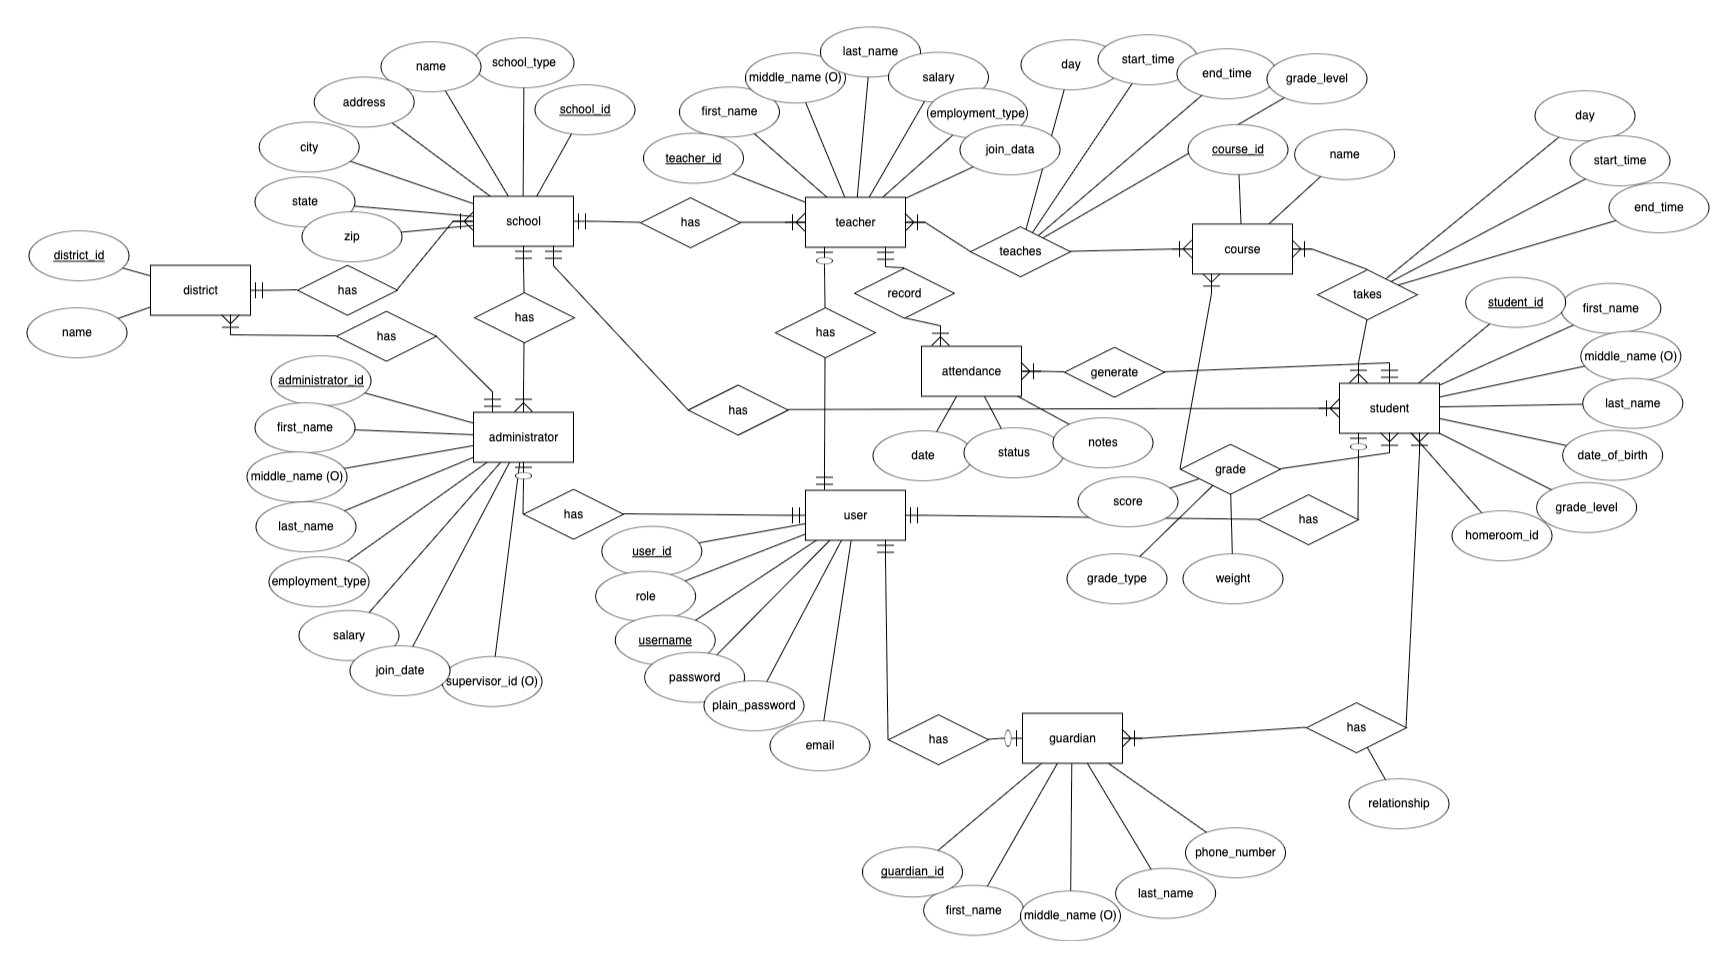 last_name
name
school_type
day
start_time
end_time
middle_name (O)
salary
grade_level
address
school_id
first_name
employment_type
day
city
teacher_id
join_data
course_id
name
start_time
state
zip
school
has
teacher
teaches
course
end_time
district_id
district
has
record
takes
student_id
first_name
name
has
has
has
middle_name (O)
administrator_id
attendance
generate
student
last_name
first_name
administrator
has
date
status
notes
date_of_birth
middle_name (O)
grade
score
grade_level
last_name
has
user
has
homeroom_id
user_id
employment_type
role
grade_type
weight
salary
username
join_date
supervisor_id (O)
password
plain_password
email
has
guardian
has
relationship
guardian_id
first_name
middle_name (O)
last_name
phone_number